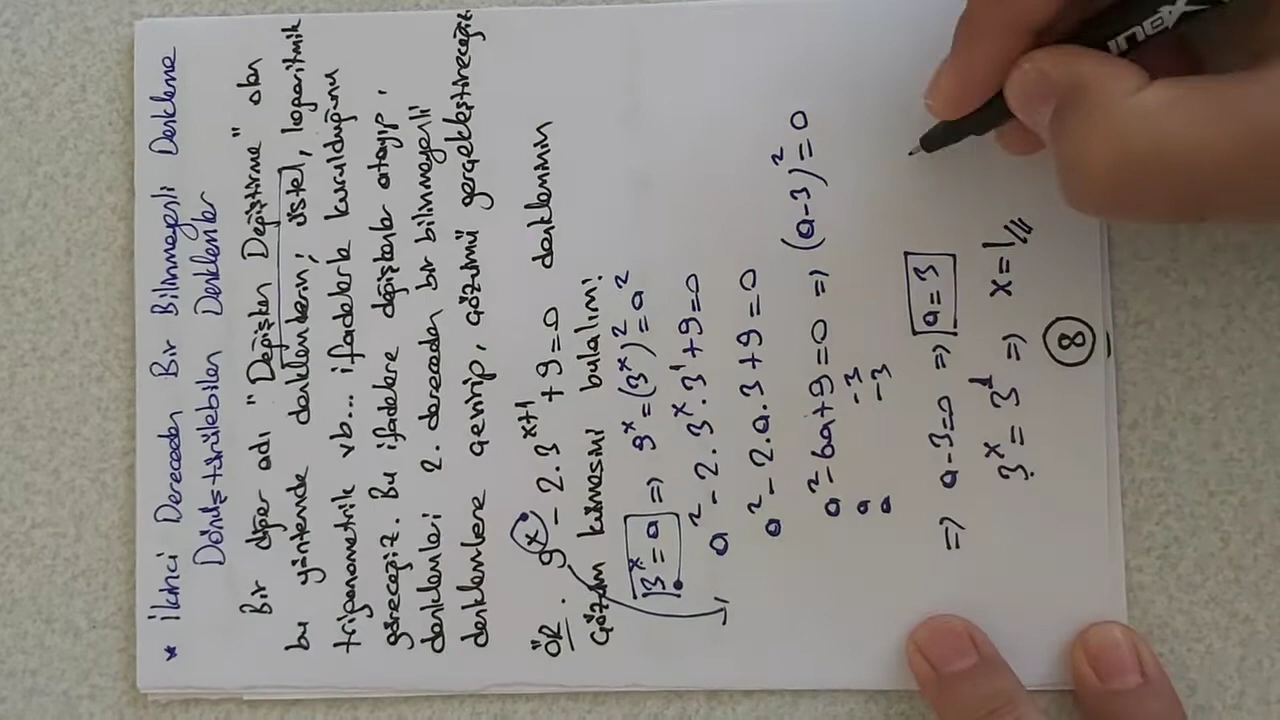 * İkinci Dereceden Bir Bilinmeyenli Denkleme
Dönüştürülebilen Denklemler
Bir diğer adı "Değişken Değiştirme" olan
bu yöntemde denklemlerin; üstel, logaritmik
trigonometrik vb... ifadelerle kurulduğunu
göreceğiz. Bu ifadelere değişkenler atayıp,
denklemleri 2. dereceden bir bilinmeyenli
denklemlere çevirip, çözümü gerçekleştireceğiz.
ÖR. 9^x - 2.3^{x+1} + 9 = 0 denkleminin
Çözüm kümesini bulalım!
3^x = a => 9^x = (3^x)^2 = a^2
a^2 - 2.3^x.3^1 + 9 = 0
a^2 - 2.a.3 + 9 = 0
a^2 - 6a + 9 = 0 => (a-3)^2 = 0
a -3
a -3
=> a-3=0 => a=3
3^x = 3^1 => x = 1//
8
XPUING